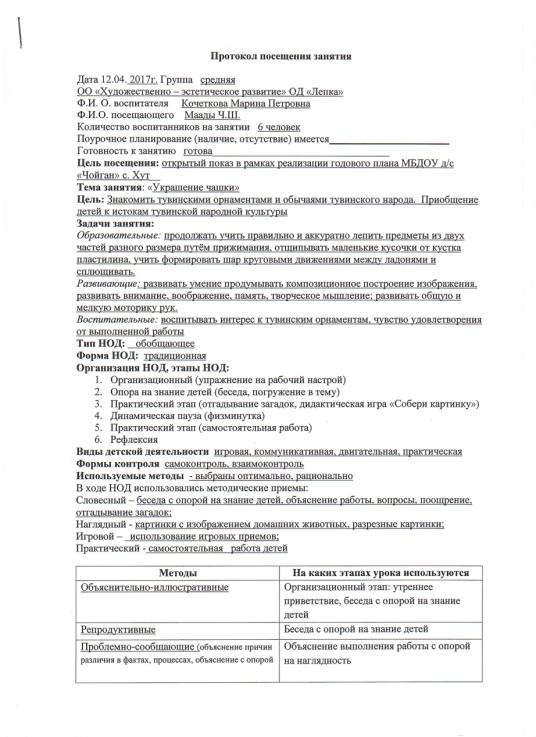 Протокол посещения занятия
Дата 12.04. 2017г. Группа средняя
ОО «Художественно – эстетическое развитие» ОД «Лепка»
Ф.И. О. воспитателя Кочеткова Марина Петровна
Ф.И.О. посещающего Маады Ч.Ш.
Количество воспитанников на занятии 6 человек
Поурочное планирование (наличие, отсутствие) имеется
Готовность к занятию готова
Цель посещения: открытый показ в рамках реализации годового плана МБДОУ д/с
«Чойган» с. Хут
Тема занятия: «Украшение чашки»
Цель: Знакомить тувинскими орнаментами и обычаями тувинского народа. Приобщение
детей к истокам тувинской народной культуры
Задачи занятия:
Образовательные: продолжать учить правильно и аккуратно лепить предметы из двух
частей разного размера путём прижимания, отщипывать маленькие кусочки от кустка
пластилина, учить формировать шар круговыми движениями между ладонями и
сплющивать.
Развивающие: развивать умение продумывать композиционное построение изображения,
развивать внимание, воображение, память, творческое мышление; развивать общую и
мелкую моторику рук.
Воспитательные: воспитывать интерес к тувинским орнаментам, чувство удовлетворения
от выполненной работы
Тип НОД: обобщающее
Форма НОД: традиционная
Организация НОД, этапы НОД:
1. Организационный (упражнение на рабочий настрой)
2. Опора на знание детей (беседа, погружение в тему)
3. Практический этап (отгадывание загадок, дидактическая игра «Собери картинку»)
4. Динамическая пауза (физминутка)
5. Практический этап (самостоятельная работа)
6. Рефлексия
Виды детской деятельности игровая, коммуникативная, двигательная, практическая
Формы контроля самоконтроль, взаимоконтроль
Используемые методы - выбраны оптимально, рационально
В ходе НОД использовались методические приемы:
Словесный – беседа с опорой на знание детей, объяснение работы, вопросы, поощрение,
отгадывание загадок;
Наглядный - картинки с изображением домашних животных, разрезные картинки;
Игровой – использование игровых приемов;
Практический - самостоятельная работа детей
Методы На каких этапах урока используются
Объяснительно-иллюстративные Организационный этап: утреннее
приветствие, беседа с опорой на знание
детей
Репродуктивные Беседа с опорой на знание детей
Проблемно-сообщающие (объяснение причин Объяснение выполнения работы с опорой
различия в фактах, процессах, объяснение с опорой на наглядность